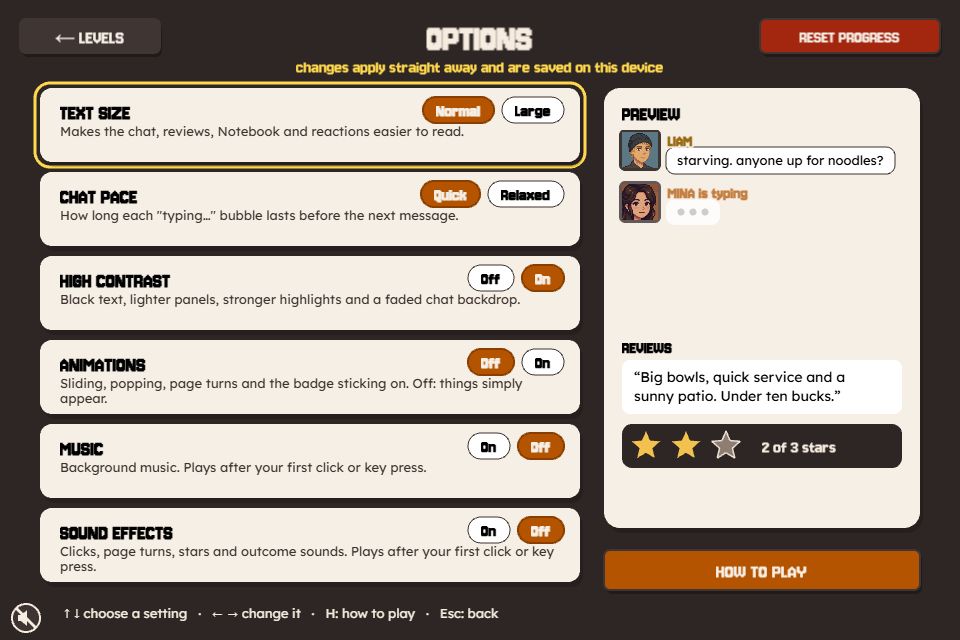 ← LEVELS
OPTIONS
RESET PROGRESS
changes apply straight away and are saved on this device
TEXT SIZE
Normal
Large
Makes the chat, reviews, Notebook and reactions easier to read.
CHAT PACE
Quick
Relaxed
How long each "typing…" bubble lasts before the next message.
HIGH CONTRAST
Off
On
Black text, lighter panels, stronger highlights and a faded chat backdrop.
ANIMATIONS
Off
On
Sliding, popping, page turns and the badge sticking on. Off: things simply
appear.
MUSIC
On
Off
Background music. Plays after your first click or key press.
SOUND EFFECTS
On
Off
Clicks, page turns, stars and outcome sounds. Plays after your first click or key
press.
PREVIEW
LIAM
starving. anyone up for noodles?
MINA is typing
REVIEWS
“Big bowls, quick service and a
sunny patio. Under ten bucks.”
2 of 3 stars
HOW TO PLAY
↑ ↓ choose a setting · ← → change it · H: how to play · Esc: back